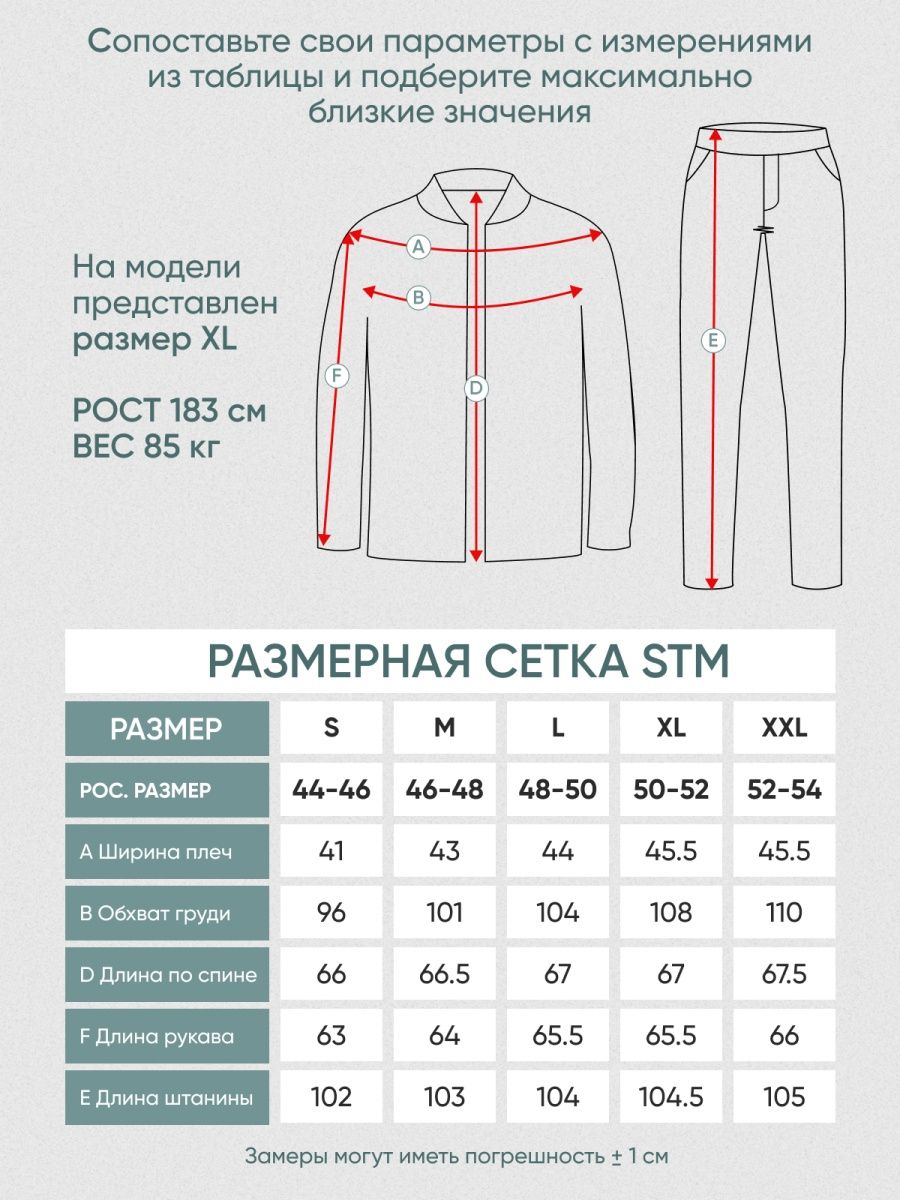 Сопоставьте свои параметры с измерениями
из таблицы и подберите максимально
близкие значения
На модели
представлен
размер XL
РОСТ 183 см
ВЕС 85 кг
A
B
F
D
E
РАЗМЕРНАЯ СЕТКА STM
РАЗМЕР S M L XL XXL
РОС. РАЗМЕР 44-46 46-48 48-50 50-52 52-54
A Ширина плеч 41 43 44 45.5 45.5
B Обхват груди 96 101 104 108 110
D Длина по спине 66 66.5 67 67 67.5
F Длина рукава 63 64 65.5 65.5 66
E Длина штанины 102 103 104 104.5 105
Замеры могут иметь погрешность ± 1 см